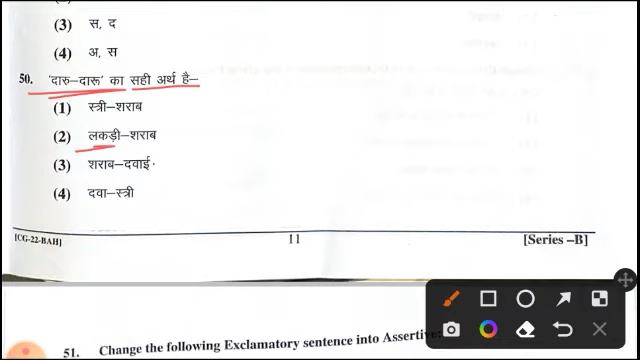 (3) स, द
(4) अ, स
50. 'दारु–दारू' का सही अर्थ है–
(1) स्त्री–शराब
(2) लकड़ी–शराब
(3) शराब–दवाई
(4) दवा–स्त्री
[CG-22-BAH] 11 [Series –B]
51. Change the following Exclamatory sentence into Assertive: